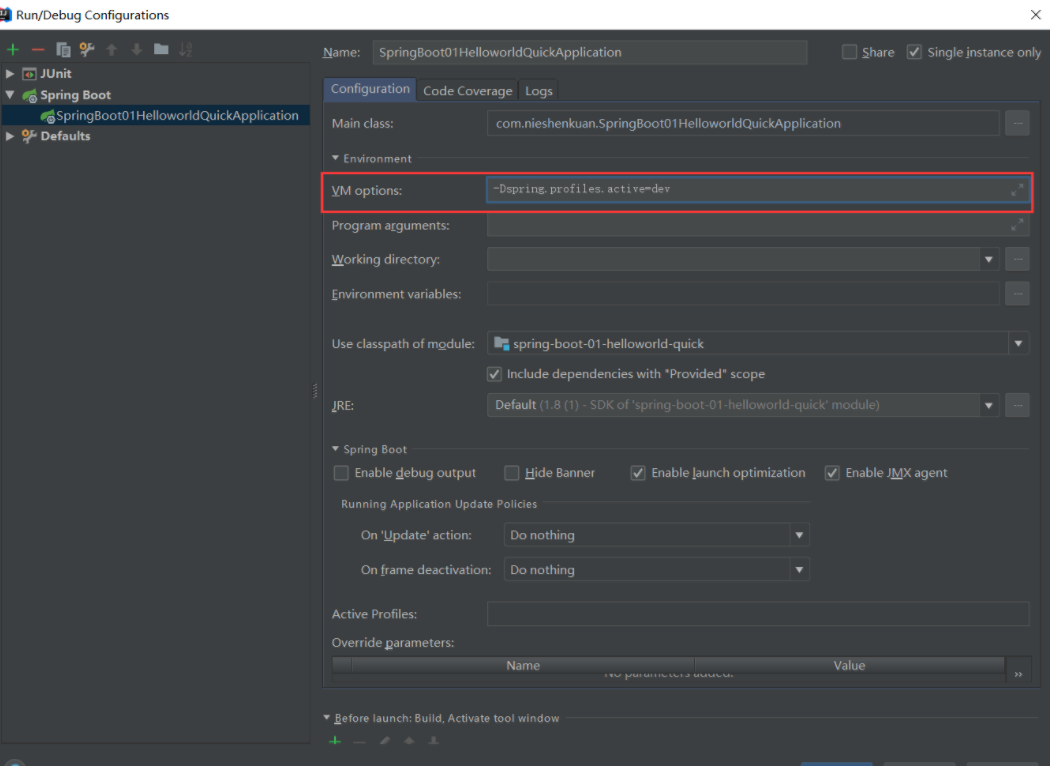 Run/Debug Configurations
Name: SpringBoot01HelloworldQuickApplication Share Single instance only
JUnit
Spring Boot
SpringBoot01HelloworldQuickApplication
Defaults
Configuration Code Coverage Logs
Main class: com.nieshenkuan.SpringBoot01HelloworldQuickApplication ...
Environment
VM options: -Dspring.profiles.active=dev
Program arguments:
Working directory: ...
Environment variables: ...
Use classpath of module: spring-boot-01-helloworld-quick
Include dependencies with "Provided" scope
JRE: Default (1.8 (1) - SDK of 'spring-boot-01-helloworld-quick' module) ...
Spring Boot
Enable debug output Hide Banner Enable launch optimization Enable JMX agent
Running Application Update Policies
On 'Update' action: Do nothing
On frame deactivation: Do nothing
Active Profiles:
Override parameters:
Name Value
No parameters added.
Before launch: Build, Activate tool window